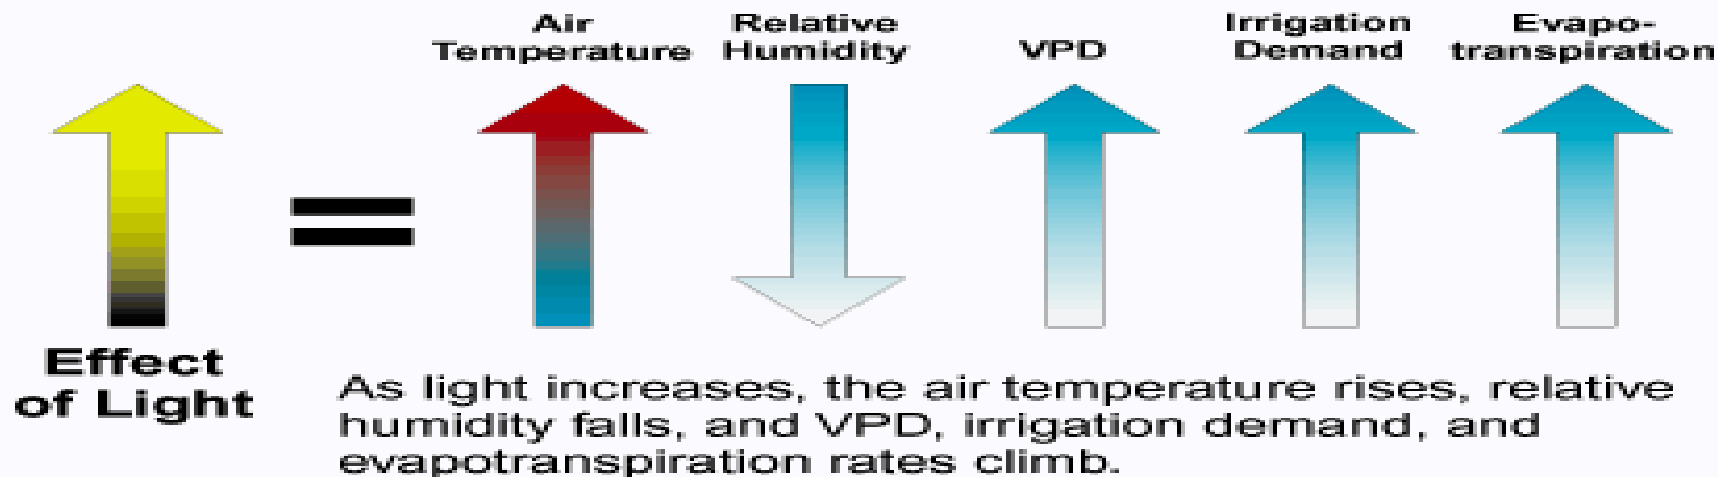 Air
Temperature
Relative
Humidity
VPD
Irrigation
Demand
Evapo-
transpiration
=
Effect
of Light
As light increases, the air temperature rises, relative
humidity falls, and VPD, irrigation demand, and
evapotranspiration rates climb.